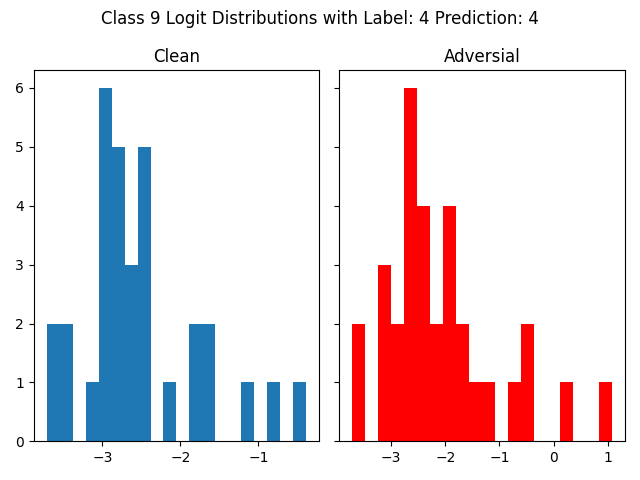 Class 9 Logit Distributions with Label: 4 Prediction: 4
Clean
Adversial
6
5
4
3
2
1
0
−3 −2 −1
−3 −2 −1 0 1